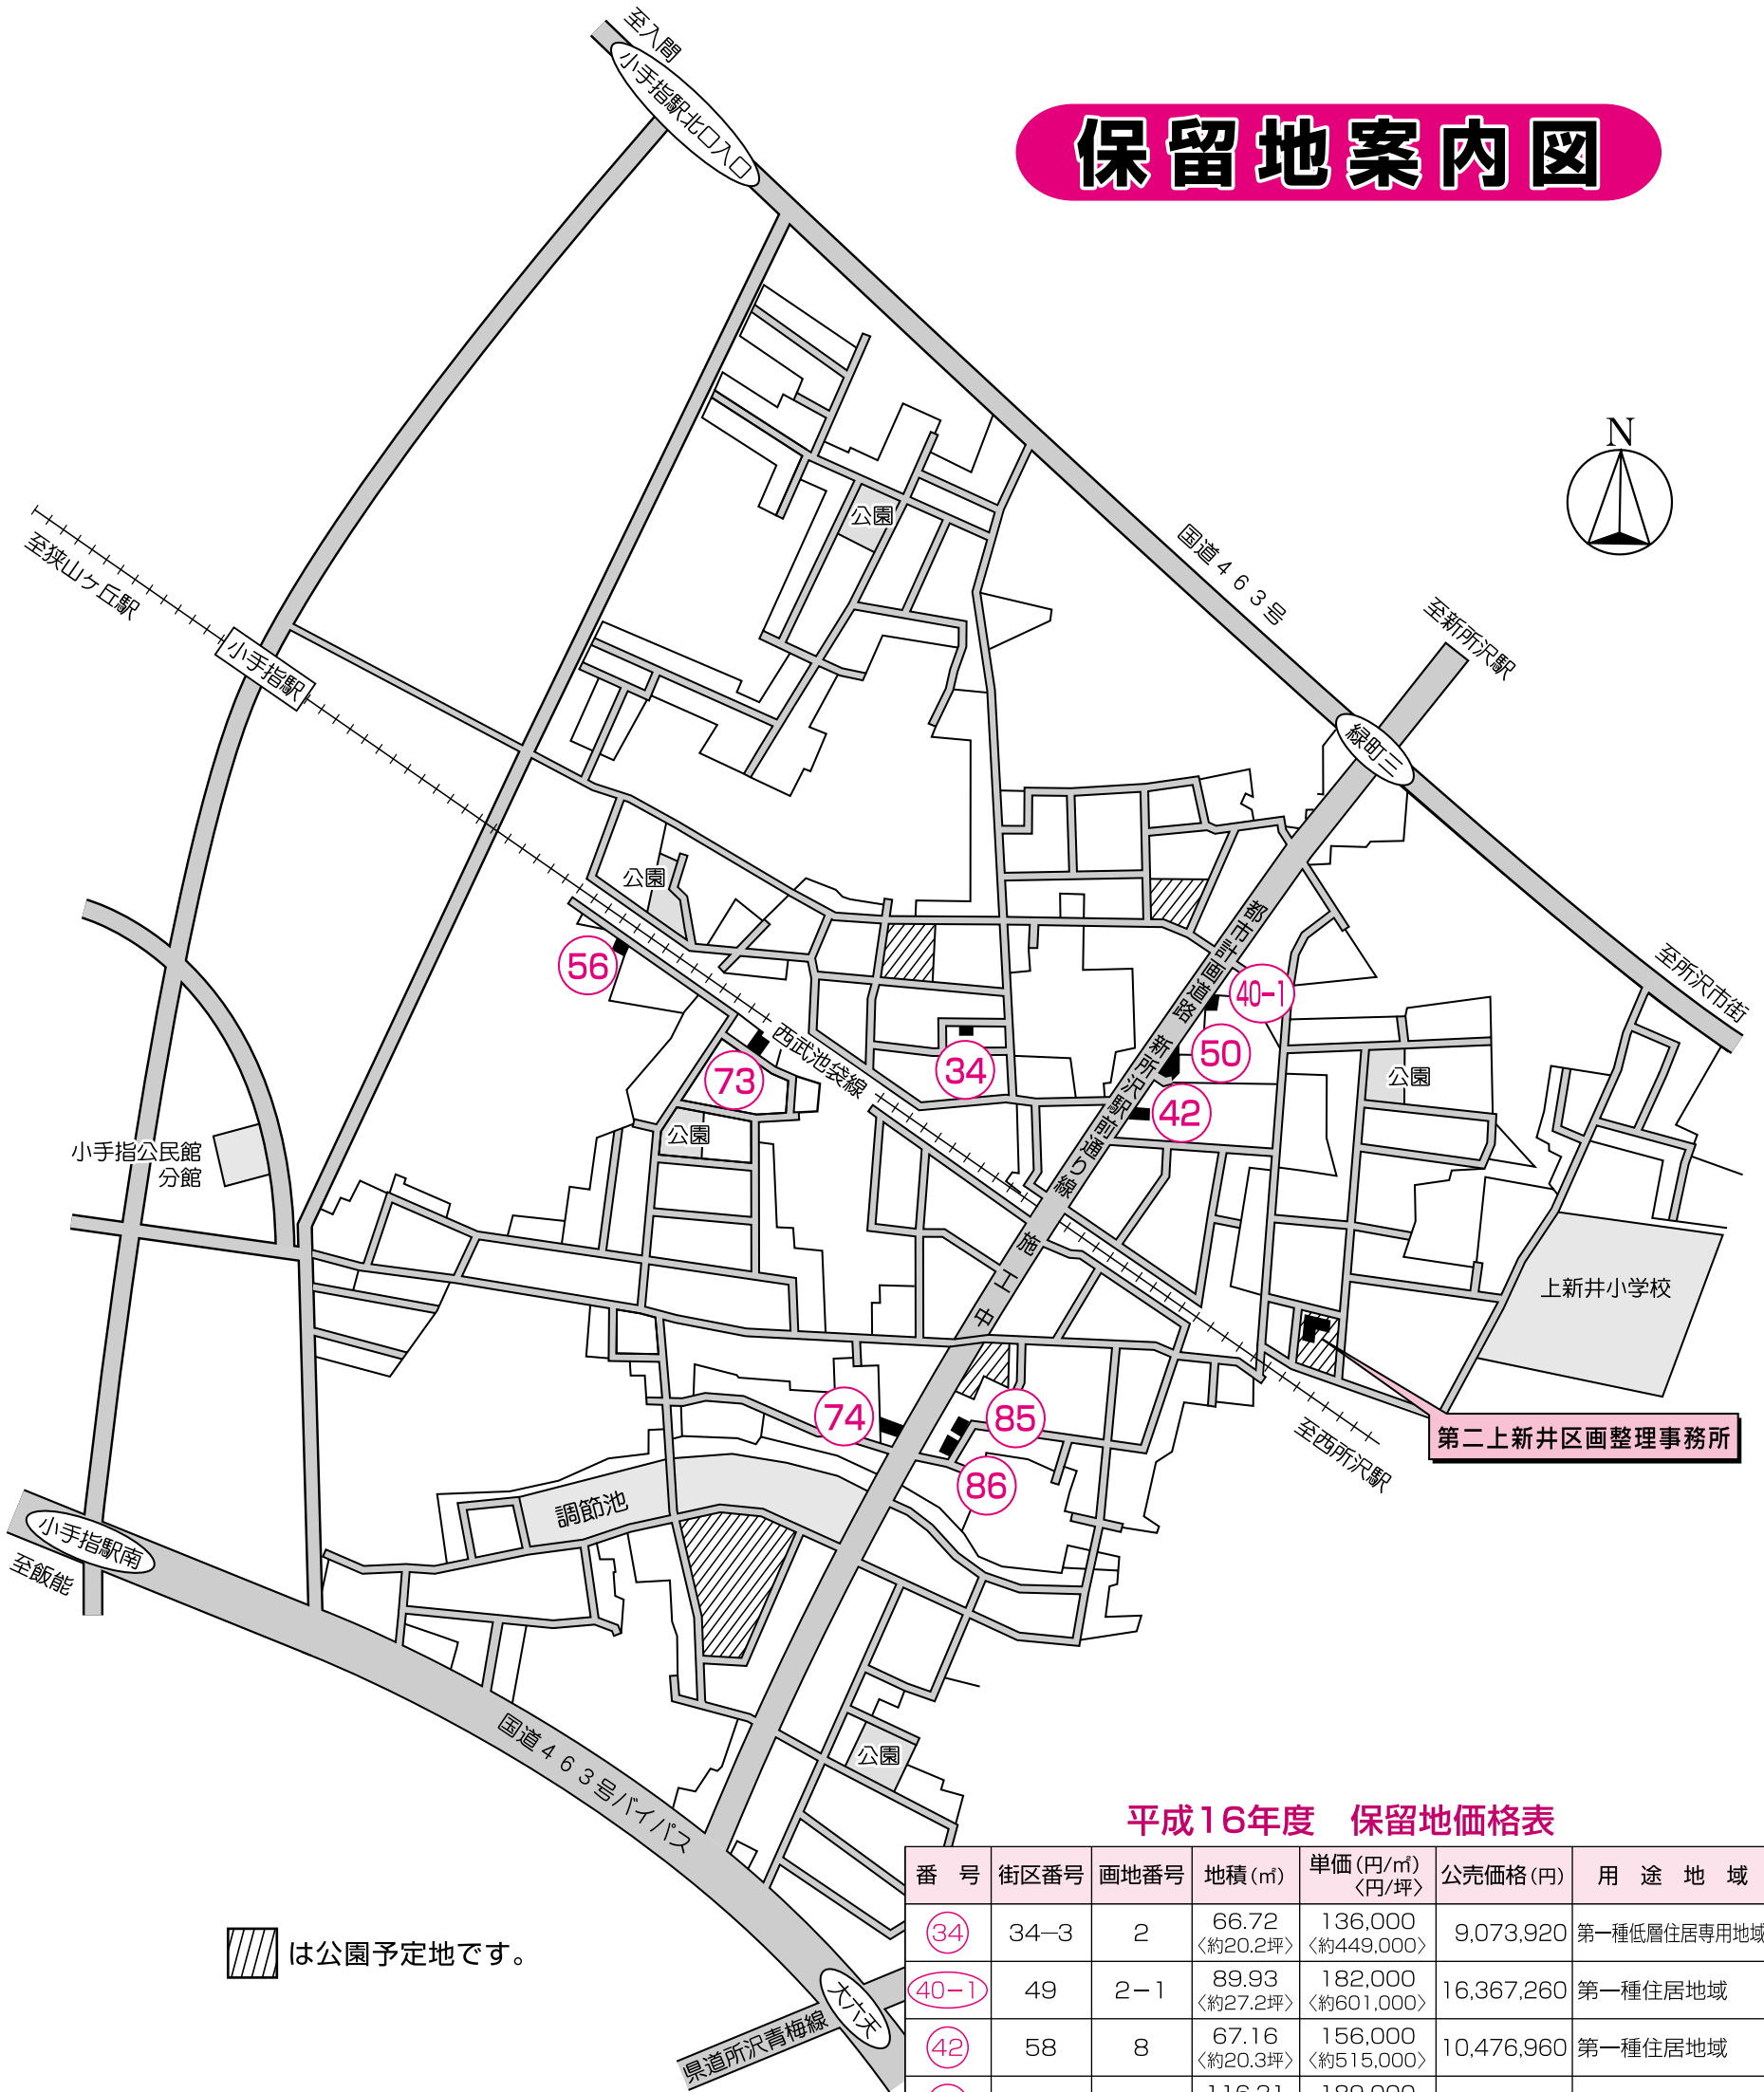 保留地案内図
至入間
小手指駅北口入口
N
国道463号
至新所沢駅
緑町三
至所沢市街
至狭山ヶ丘駅
小手指駅
公園
公園
都市計画道路 新所沢駅前通り線 施工中
40-1
50
42
34
56
73
西武池袋線
公園
公園
小手指公民館
分館
上新井小学校
74
85
86
第二上新井区画整理事務所
至西所沢駅
調節池
小手指駅南
至飯能
国道463号バイパス
公園
大六天
県道所沢青梅線
は公園予定地です。
平成16年度 保留地価格表
番 号 街区番号 画地番号 地積(㎡) 単価(円/㎡) 公売価格(円) 用 途 地 域
〈円/坪〉
34 34-3 2 66.72 136,000 9,073,920 第一種低層住居専用地域
〈約20.2坪〉 〈約449,000〉
40-1 49 2-1 89.93 182,000 16,367,260 第一種住居地域
〈約27.2坪〉 〈約601,000〉
42 58 8 67.16 156,000 10,476,960 第一種住居地域
〈約20.3坪〉 〈約515,000〉